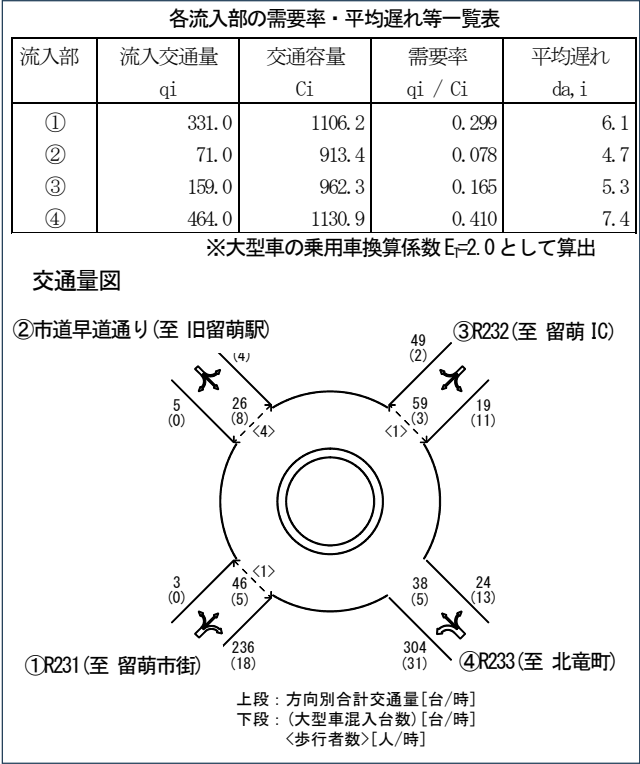 各流入部の需要率・平均遅れ等一覧表
流入部 流入交通量 交通容量 需要率 平均遅れ
qi Ci qi / Ci da,i
① 331.0 1106.2 0.299 6.1
② 71.0 913.4 0.078 4.7
③ 159.0 962.3 0.165 5.3
④ 464.0 1130.9 0.410 7.4
※大型車の乗用車換算係数 ET=2.0 として算出
交通量図
②市道早道通り(至 旧留萌駅)
(4)
5
(0)
26
(8)
<4>
③R232(至 留萌 IC)
49
(2)
59
(3)
<1>
19
(11)
3
(0)
46
(5)
<1>
236
(18)
①R231(至 留萌市街)
38
(5)
24
(13)
304
(31)
④R233(至 北竜町)
上段：方向別合計交通量[台/時]
下段：(大型車混入台数)[台/時]
<歩行者数>[人/時]